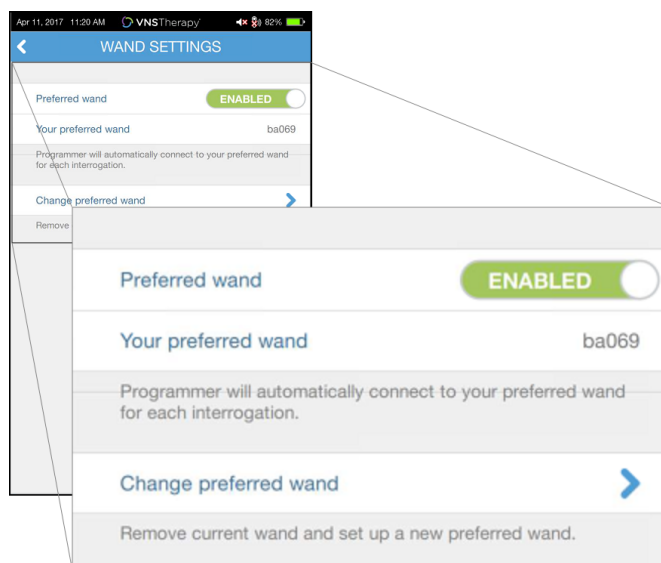 Apr 11, 2017 11:20 AM VNSTherapy 82%
WAND SETTINGS
Preferred wand ENABLED
Your preferred wand ba069
Programmer will automatically connect to your preferred wand
for each interrogation.
Change preferred wand
Remove
Preferred wand ENABLED
Your preferred wand ba069
Programmer will automatically connect to your preferred wand
for each interrogation.
Change preferred wand
Remove current wand and set up a new preferred wand.